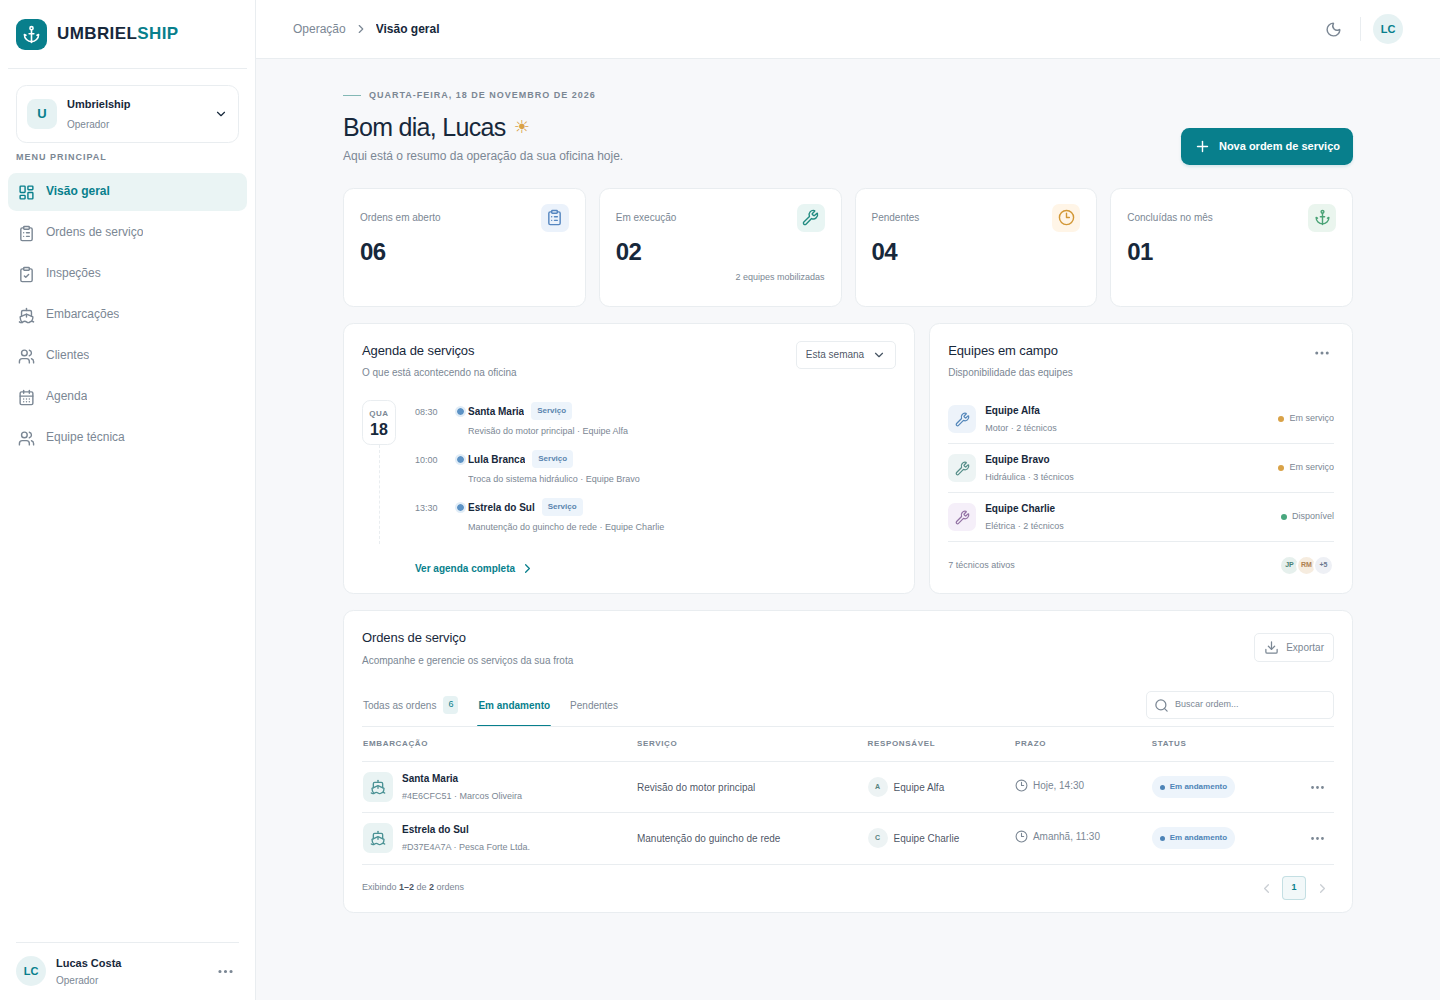 UMBRIELSHIP
U
Umbrielship
Operador
MENU PRINCIPAL
Visão geral
Ordens de serviço
Inspeções
Embarcações
Clientes
Agenda
Equipe técnica
LC
Lucas Costa
Operador
Operação
Visão geral
LC
QUARTA-FEIRA, 18 DE NOVEMBRO DE 2026
Bom dia, Lucas
Aqui está o resumo da operação da sua oficina hoje.
Nova ordem de serviço
Ordens em aberto
06
Em execução
02
2 equipes mobilizadas
Pendentes
04
Concluídas no mês
01
Agenda de serviços
O que está acontecendo na oficina
Esta semana
QUA
18
08:30
Santa Maria
Serviço
Revisão do motor principal · Equipe Alfa
10:00
Lula Branca
Serviço
Troca do sistema hidráulico · Equipe Bravo
13:30
Estrela do Sul
Serviço
Manutenção do guincho de rede · Equipe Charlie
Ver agenda completa
Equipes em campo
Disponibilidade das equipes
Equipe Alfa
Motor · 2 técnicos
Em serviço
Equipe Bravo
Hidráulica · 3 técnicos
Em serviço
Equipe Charlie
Elétrica · 2 técnicos
Disponível
7 técnicos ativos
JP
RM
+5
Ordens de serviço
Acompanhe e gerencie os serviços da sua frota
Exportar
Todas as ordens 6
Em andamento
Pendentes
Buscar ordem...
EMBARCAÇÃO SERVIÇO RESPONSÁVEL PRAZO STATUS
Santa Maria
#4E6CFC51 · Marcos Oliveira
Revisão do motor principal
A
Equipe Alfa
Hoje, 14:30
Em andamento
Estrela do Sul
#D37E4A7A · Pesca Forte Ltda.
Manutenção do guincho de rede
C
Equipe Charlie
Amanhã, 11:30
Em andamento
Exibindo 1–2 de 2 ordens
1